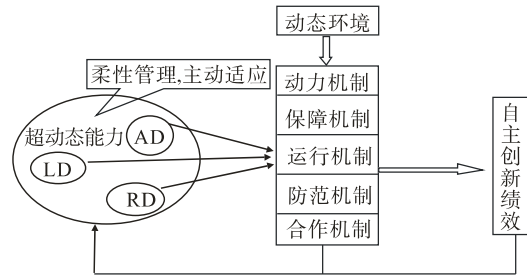 动态环境
柔性管理,主动适应
动力机制
保障机制
运行机制
防范机制
合作机制
超动态能力
AD
LD
RD
自主创新绩效